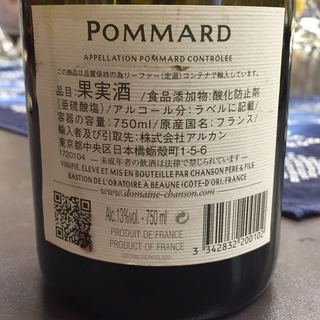 POMMARD
APPELLATION POMMARD CONTRÔLÉE
この商品は品質保持の為リーファー(定温)コンテナで輸入しています。
品目:果実酒/食品添加物:酸化防止剤
(亜硫酸塩)/アルコール分:ラベルに記載/
容器の容量:750ml/原産国名:フランス/
輸入者及び引取先:株式会社アルカン
東京都中央区日本橋蛎殻町1-5-6
1720104 ―未成年者の飲酒は法律で禁じられています。―
VINIFIÉ, ÉLEVÉ ET MIS EN BOUTEILLE PAR CHANSON PÈRE & FILS
BASTION DE L'ORATOIRE À BEAUNE (CÔTE-D'OR), FRANCE
www.domaine-chanson.com
Alc.13%vol - 750 ml
PRODUIT DE FRANCE
PRODUCT OF FRANCE
3 342832 200102